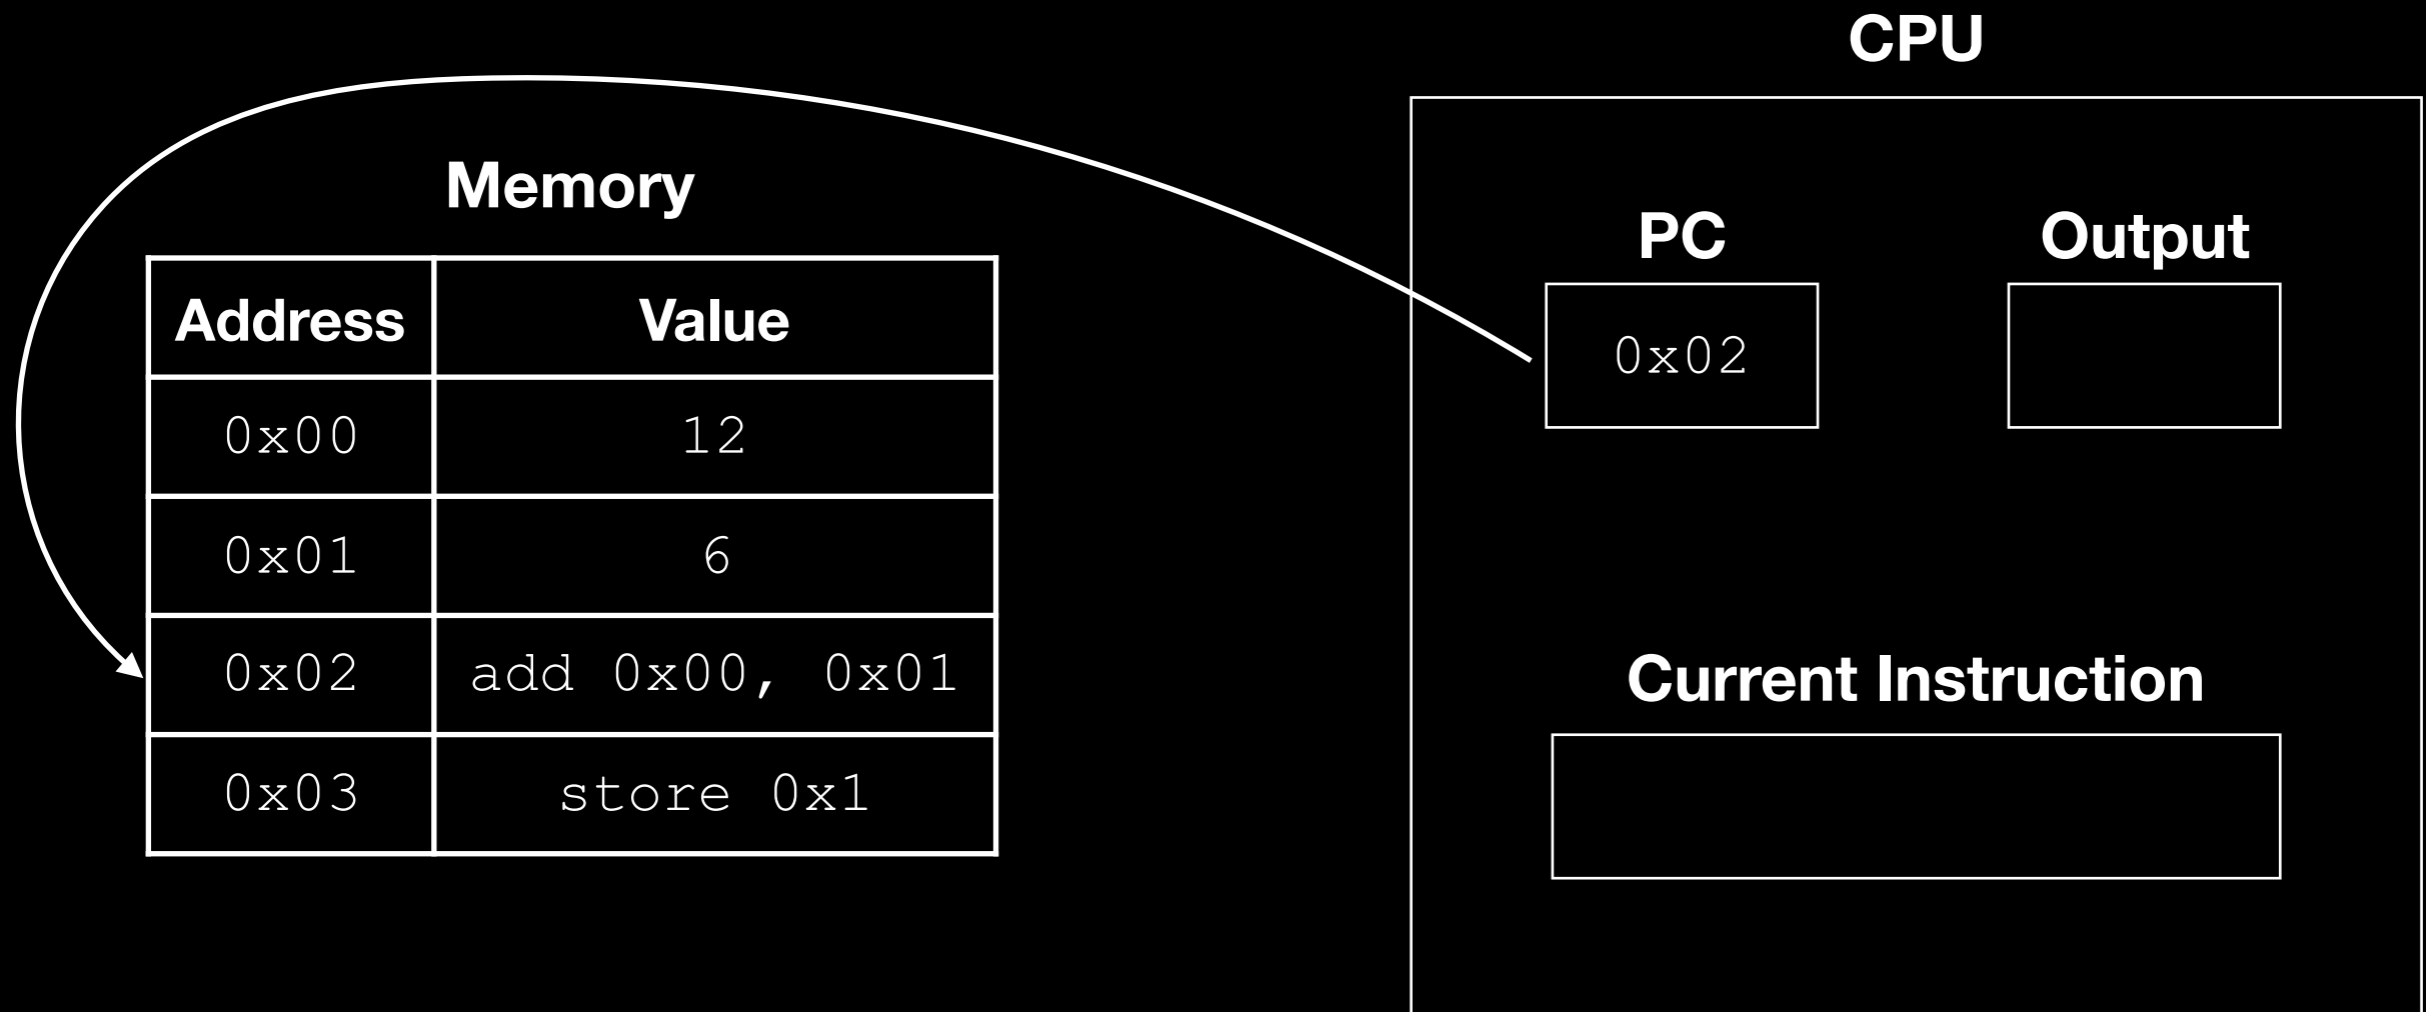 CPU
Memory
PC
Output
Address Value
0x02
0x00 12
0x01 6
0x02 add 0x00, 0x01
Current Instruction
0x03 store 0x1